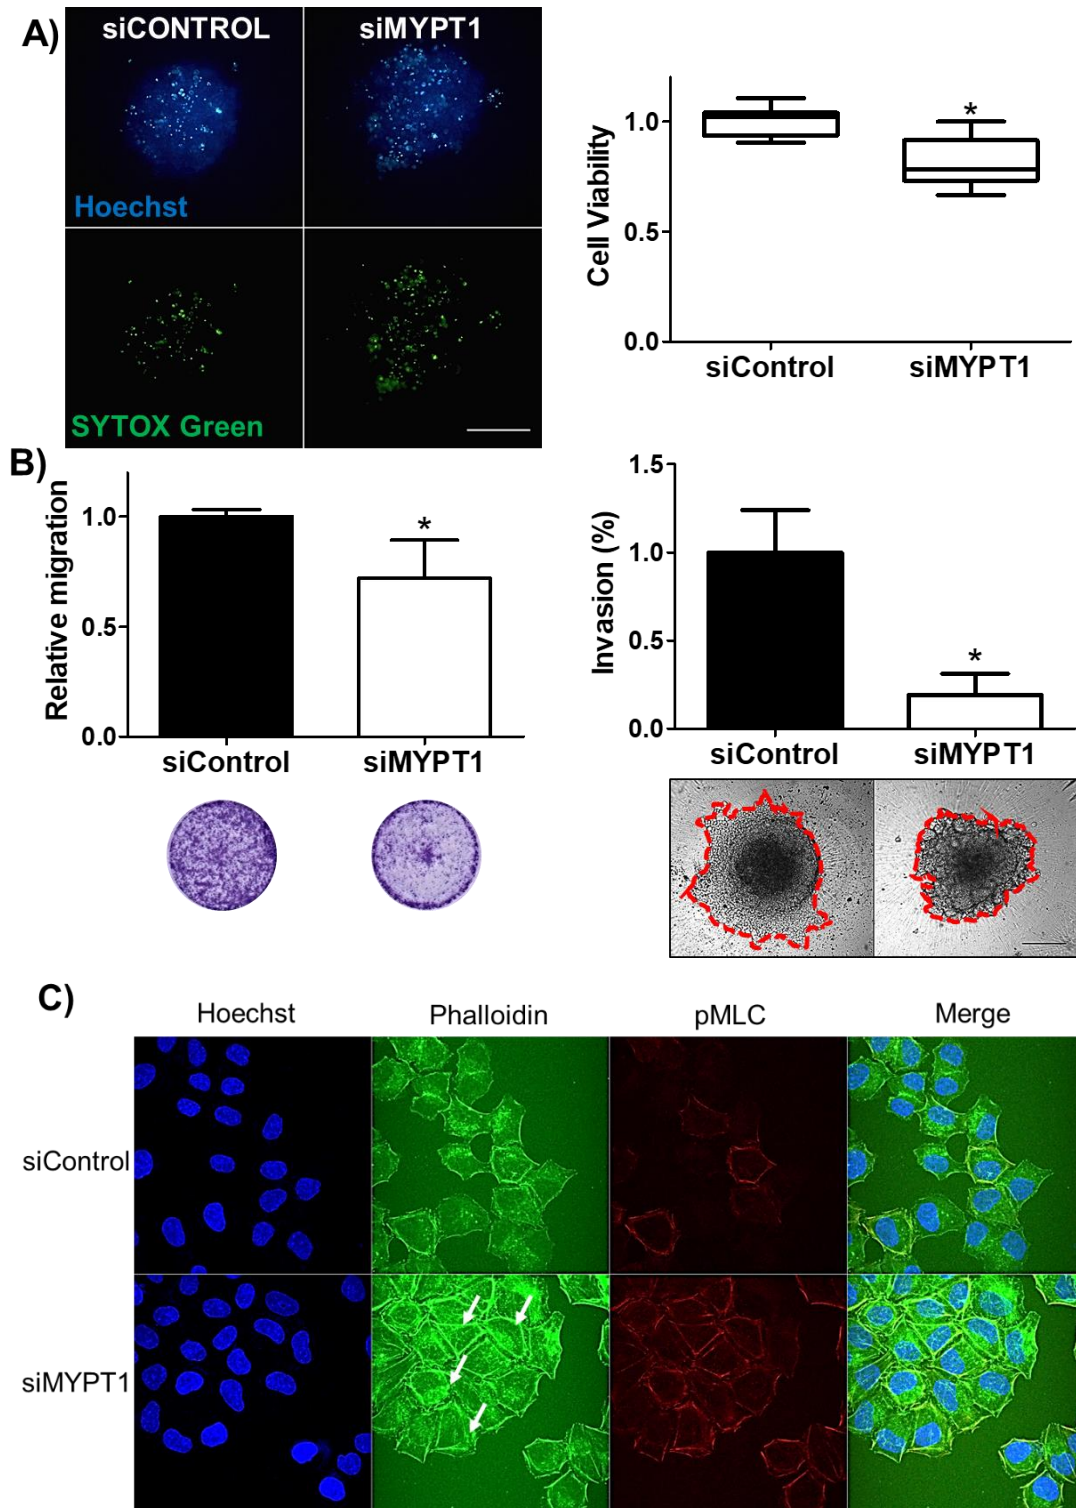 A)
siCONTROL siMYPT1
Hoechst
SYTOX Green
Cell Viability
1.0
0.5
0.0
*
siControl siMYPT1
B)
Relative migration
1.0
0.5
0.0
*
siControl siMYPT1
Invasion (%)
1.5
1.0
0.5
0.0
*
siControl siMYPT1
C)
Hoechst Phalloidin pMLC Merge
siControl
siMYPT1